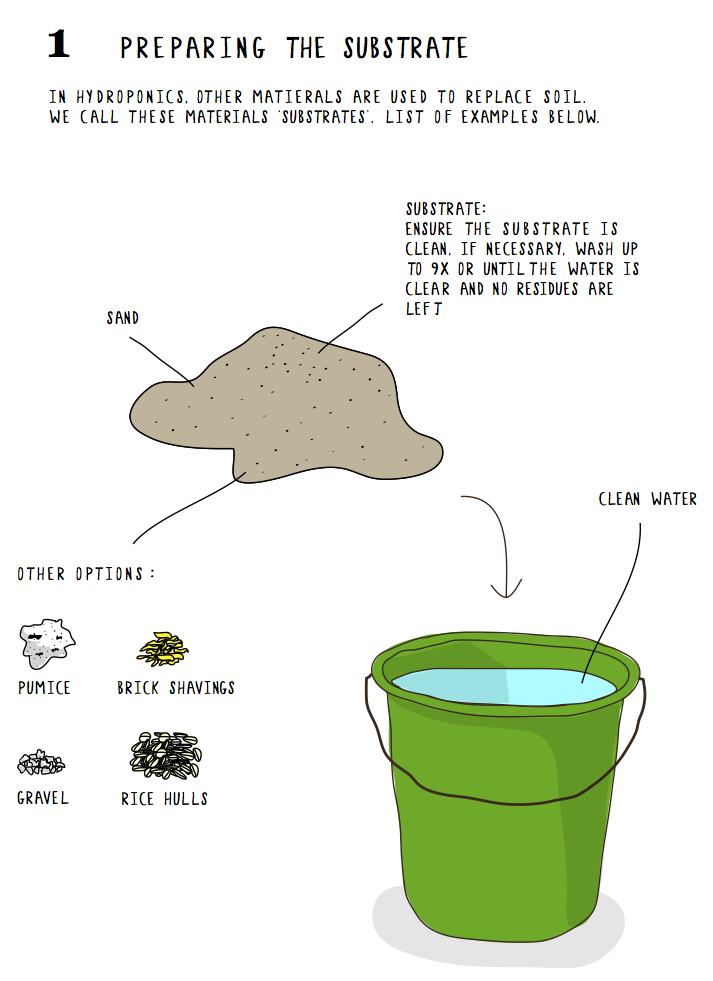 1 PREPARING THE SUBSTRATE
IN HYDROPONICS, OTHER MATIERALS ARE USED TO REPLACE SOIL.
WE CALL THESE MATERIALS 'SUBSTRATES'. LIST OF EXAMPLES BELOW.
SUBSTRATE:
ENSURE THE SUBSTRATE IS
CLEAN, IF NECESSARY, WASH UP
TO 9X OR UNTIL THE WATER IS
CLEAR AND NO RESIDUES ARE
LEFT
SAND
CLEAN WATER
OTHER OPTIONS:
PUMICE
BRICK SHAVINGS
GRAVEL
RICE HULLS